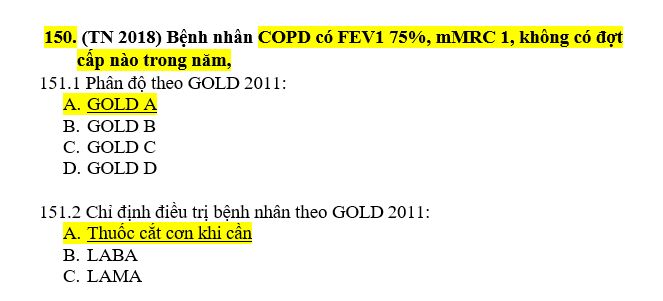 150. (TN 2018) Bệnh nhân COPD có FEV1 75%, mMRC 1, không có đợt
cấp nào trong năm,
151.1 Phân độ theo GOLD 2011:
A. GOLD A
B. GOLD B
C. GOLD C
D. GOLD D
151.2 Chỉ định điều trị bệnh nhân theo GOLD 2011:
A. Thuốc cắt cơn khi cần
B. LABA
C. LAMA